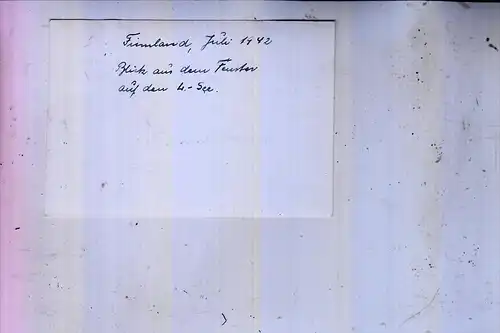 Finnland, Juli 1942
Blick aus dem Fenster
auf den L.-See.